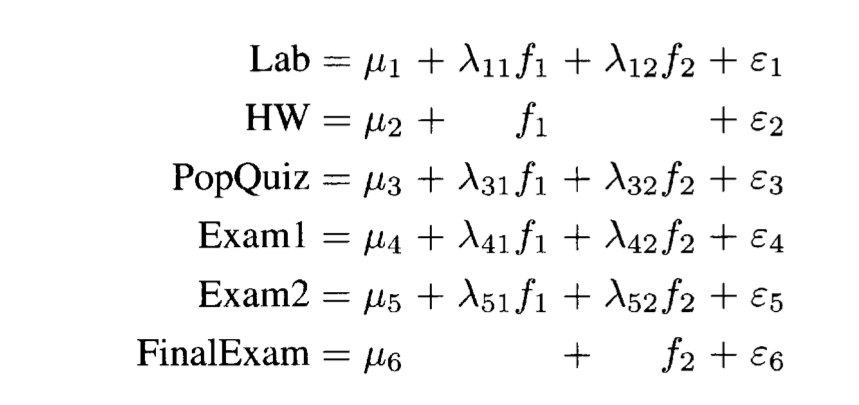 Lab = μ₁ + λ₁₁f₁ + λ₁₂f₂ + ε₁
HW = μ₂ + f₁ + ε₂
PopQuiz = μ₃ + λ₃₁f₁ + λ₃₂f₂ + ε₃
Exam1 = μ₄ + λ₄₁f₁ + λ₄₂f₂ + ε₄
Exam2 = μ₅ + λ₅₁f₁ + λ₅₂f₂ + ε₅
FinalExam = μ₆ + f₂ + ε₆